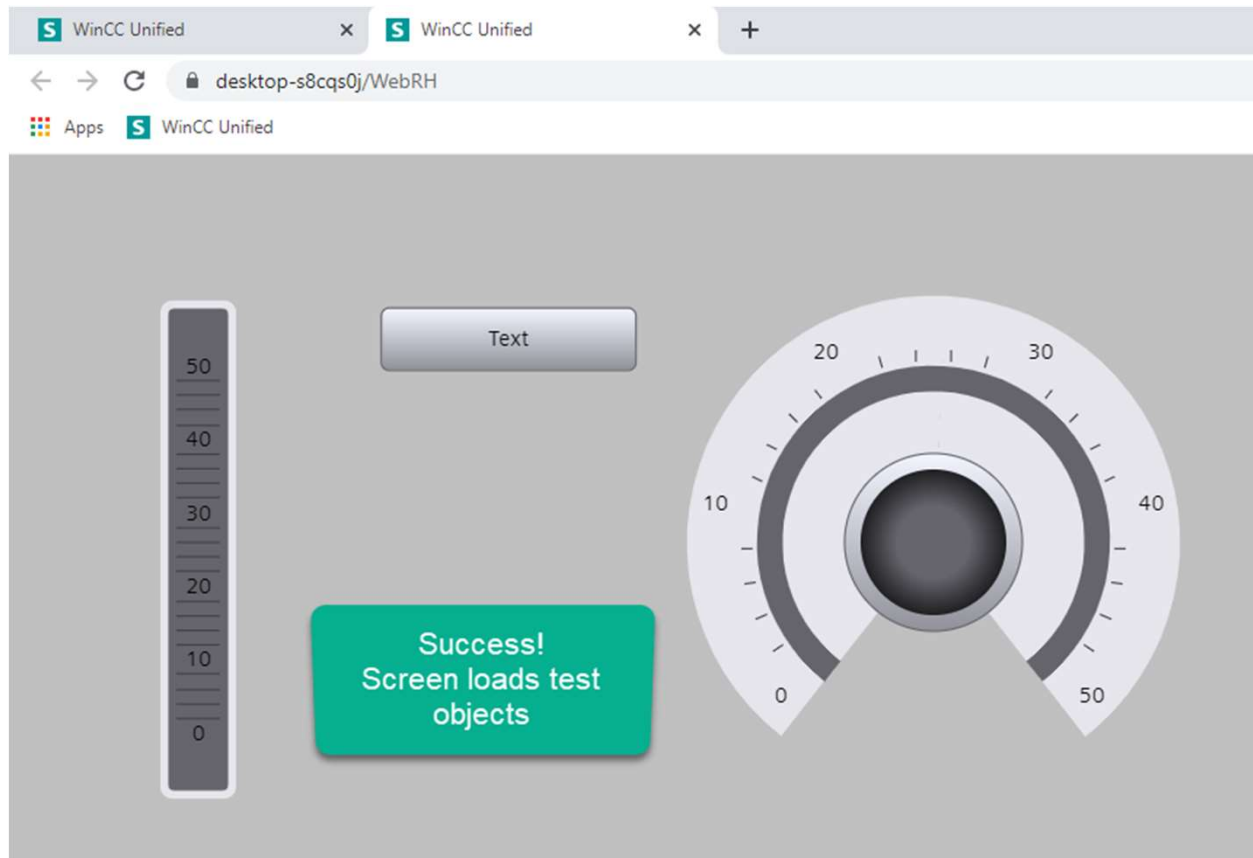 S WinCC Unified
S WinCC Unified
desktop-s8cqs0j/WebRH
Apps S WinCC Unified
50
40
30
20
10
0
Text
Success!
Screen loads test
objects
0
10
20
30
40
50